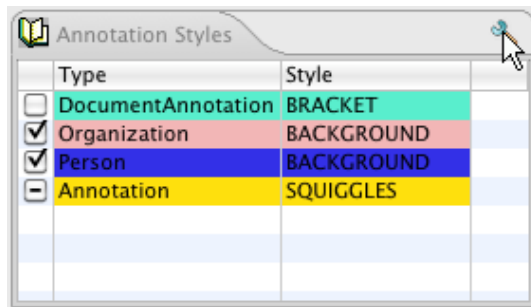 Annotation Styles
Type Style
DocumentAnnotation BRACKET
Organization BACKGROUND
Person BACKGROUND
Annotation SQUIGGLES